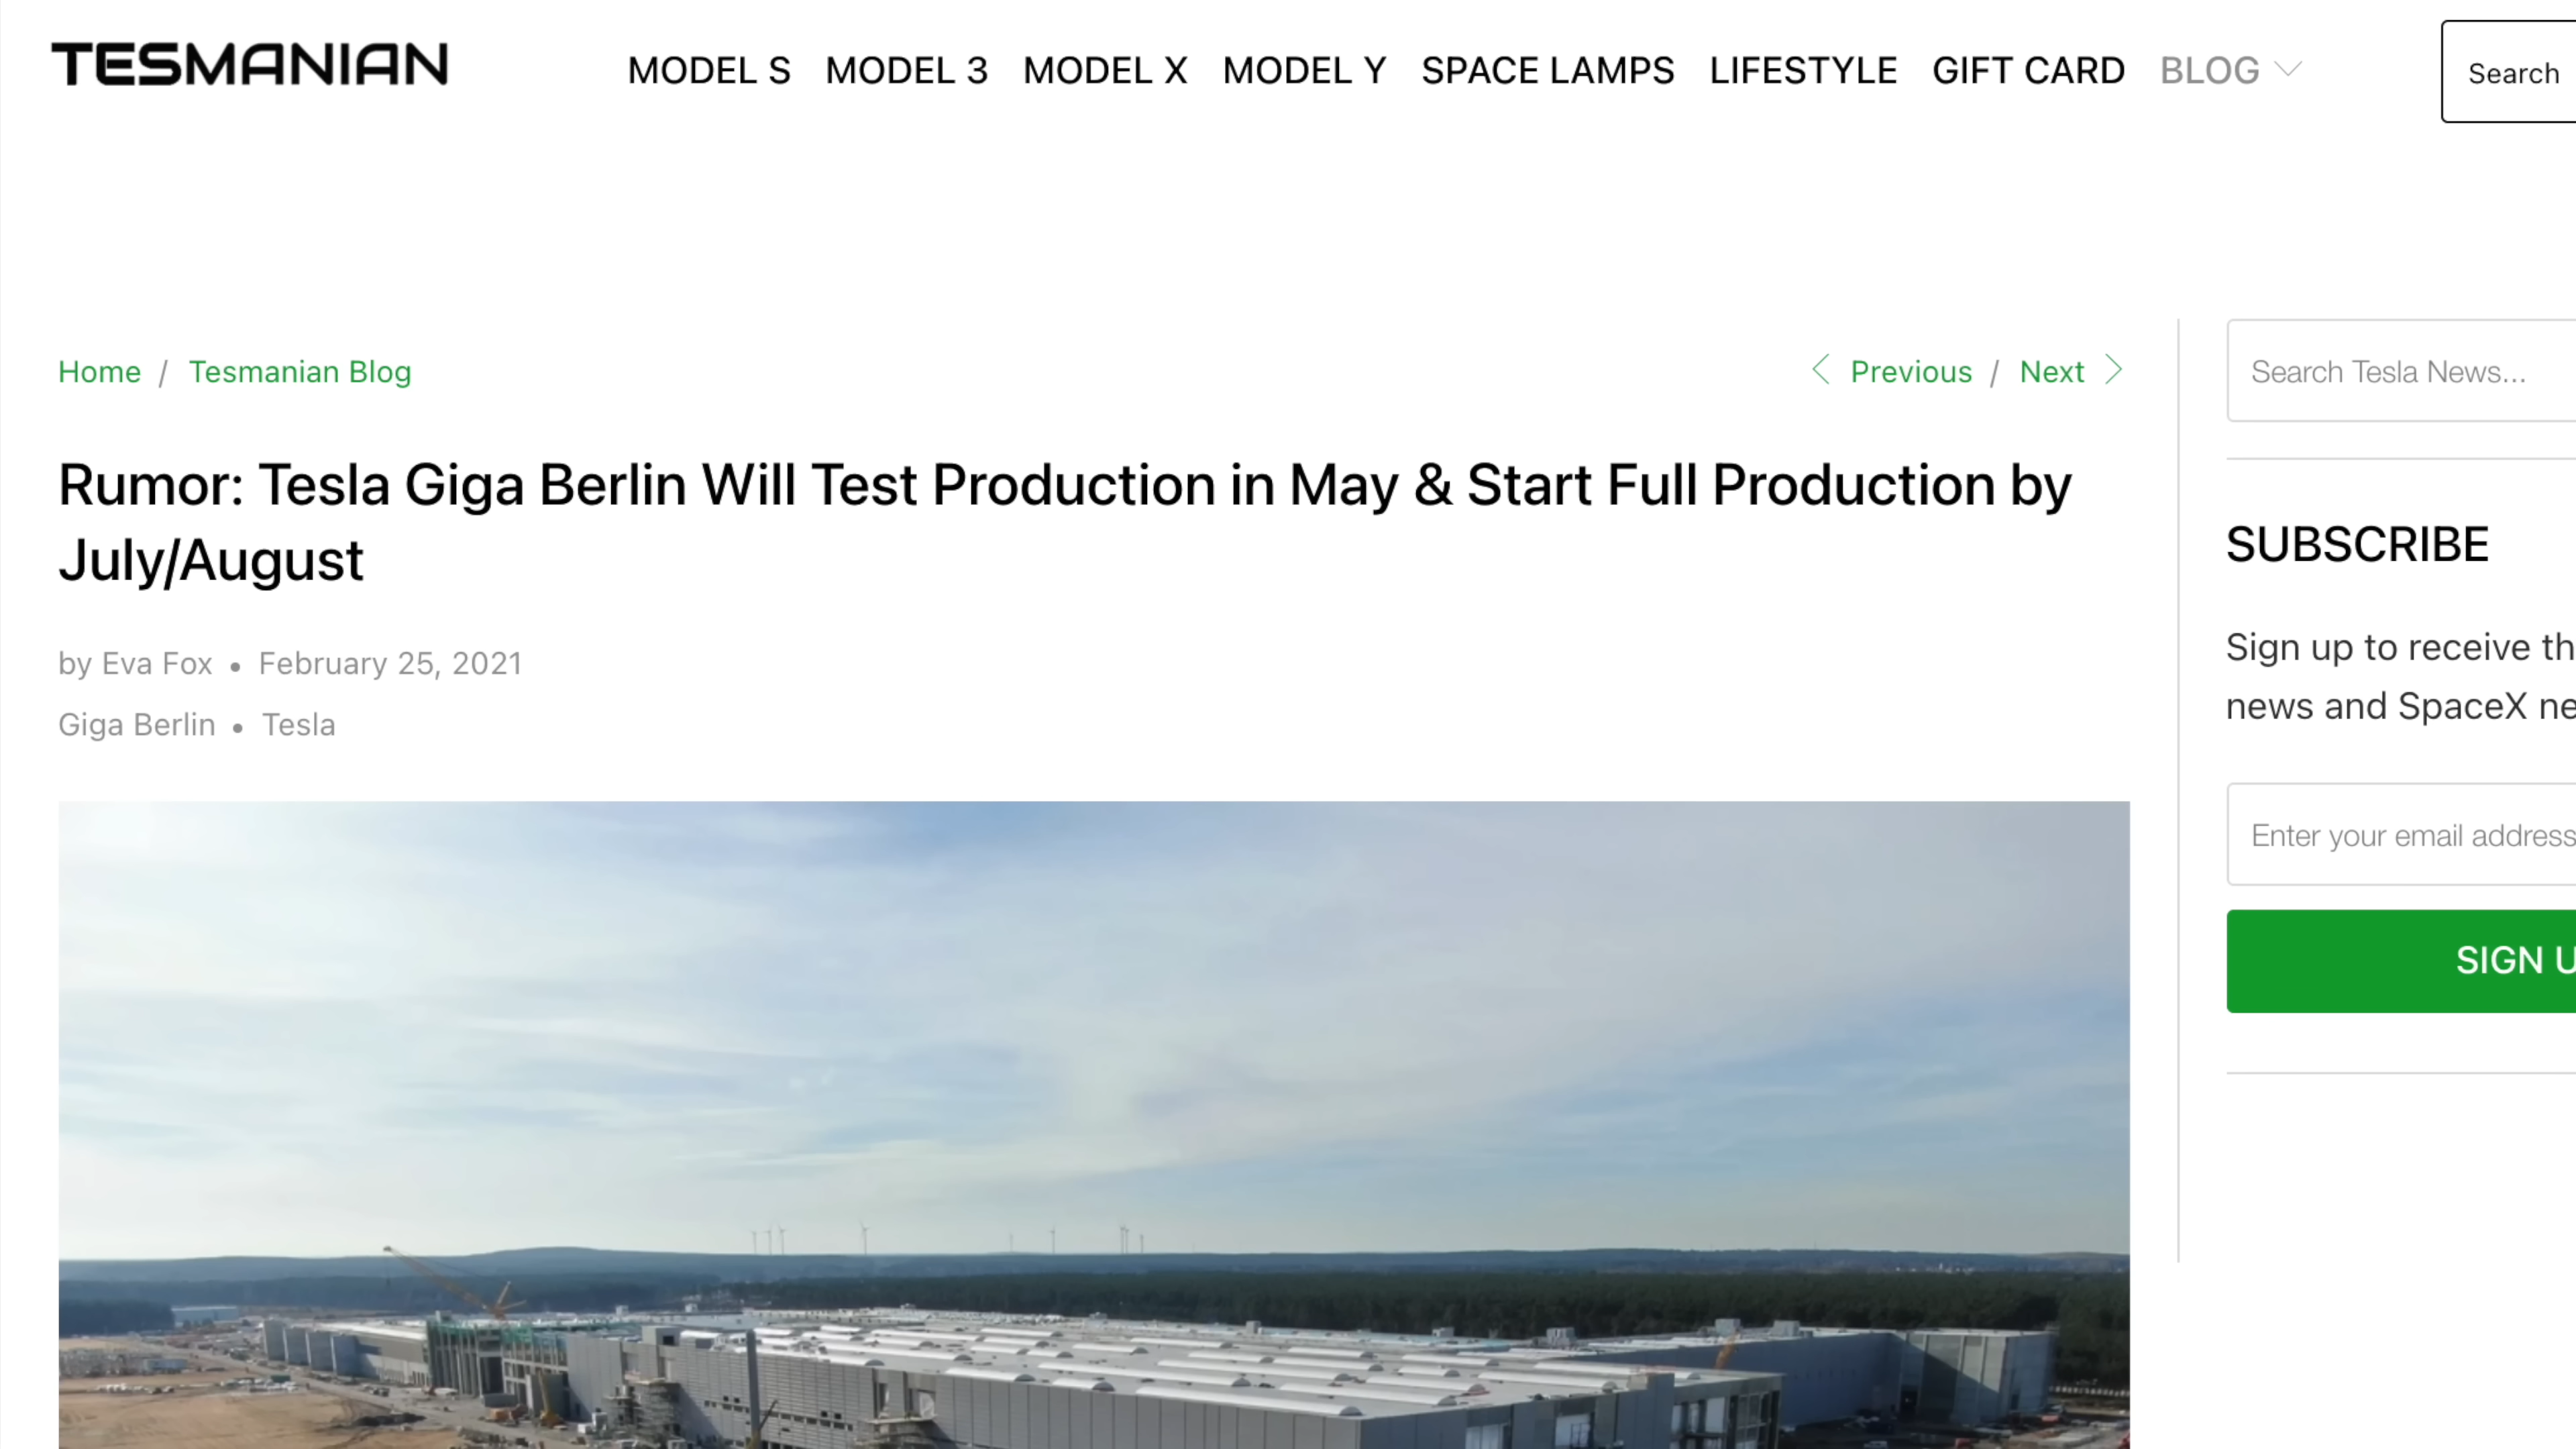 TESMANIAN
MODEL S MODEL 3 MODEL X MODEL Y SPACE LAMPS LIFESTYLE GIFT CARD BLOG
Search
Home / Tesmanian Blog
Previous / Next
Rumor: Tesla Giga Berlin Will Test Production in May & Start Full Production by
July/August
by Eva Fox • February 25, 2021
Giga Berlin • Tesla
Search Tesla News...
SUBSCRIBE
Sign up to receive th
news and SpaceX ne
Enter your email address
SIGN U